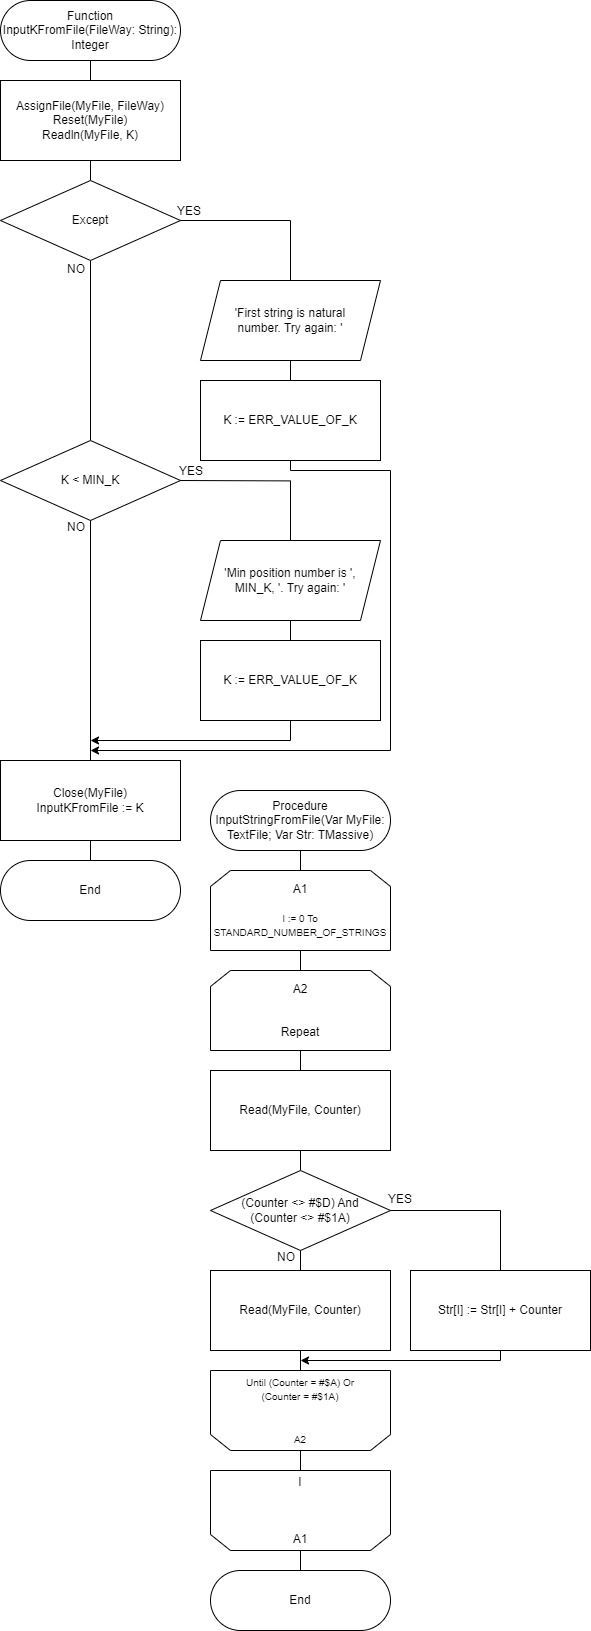 Function
InputKFromFile(FileWay: String):
Integer
AssignFile(MyFile, FileWay)
Reset(MyFile)
Readln(MyFile, K)
Except
YES
NO
'First string is natural
number. Try again: '
K := ERR_VALUE_OF_K
K < MIN_K
YES
NO
'Min position number is ',
MIN_K, '. Try again: '
K := ERR_VALUE_OF_K
Close(MyFile)
InputKFromFile := K
End
Procedure
InputStringFromFile(Var MyFile:
TextFile; Var Str: TMassive)
A1
I := 0 To
STANDARD_NUMBER_OF_STRINGS
A2
Repeat
Read(MyFile, Counter)
(Counter <> #$D) And
(Counter <> #$1A)
YES
NO
Read(MyFile, Counter)
Str[I] := Str[I] + Counter
Until (Counter = #$A) Or
(Counter = #$1A)
A2
I
A1
End